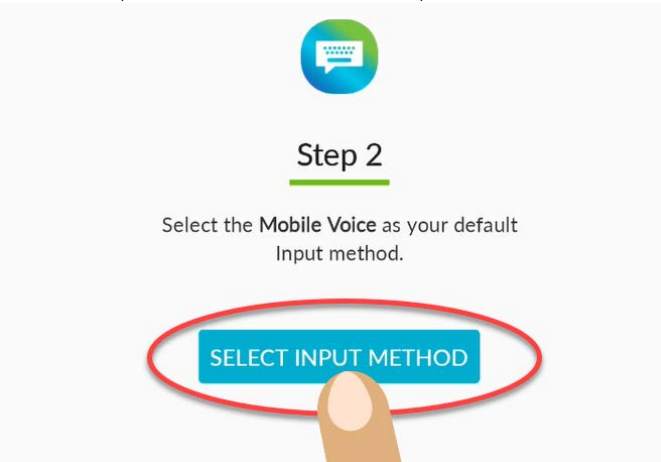 Step 2
Select the Mobile Voice as your default
Input method.
SELECT INPUT METHOD